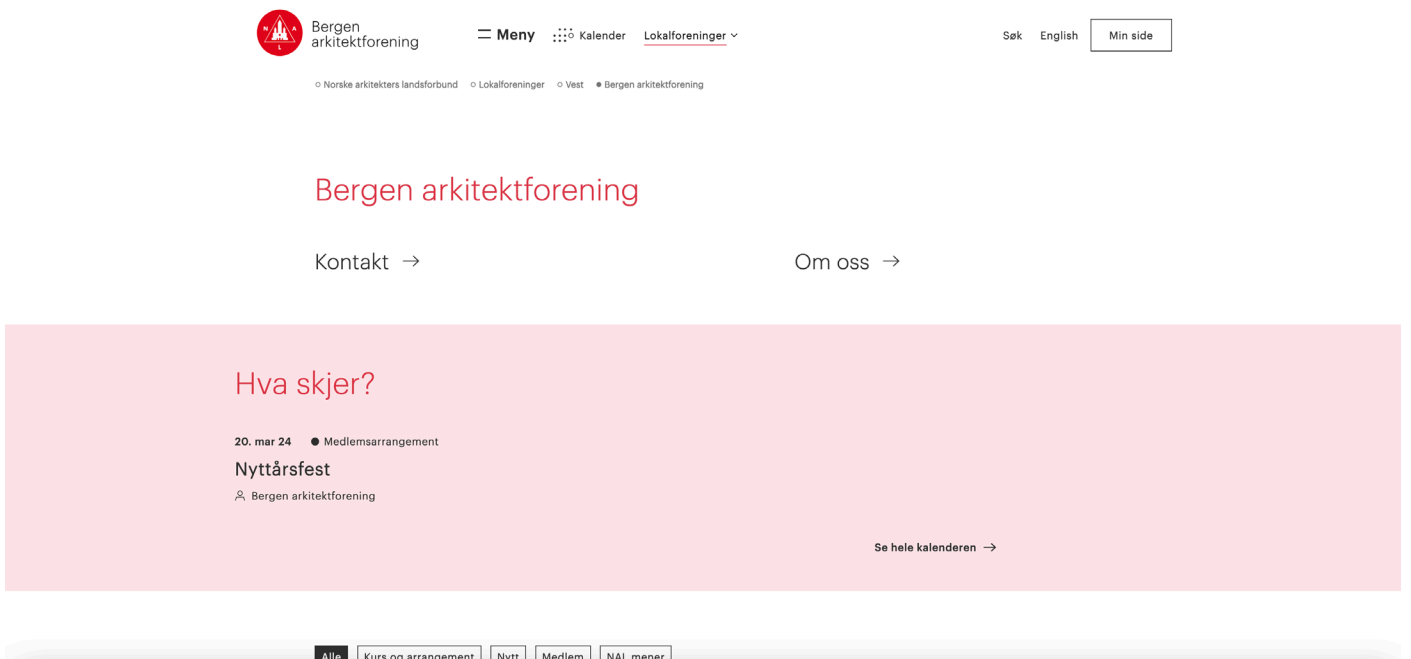 N A L
Bergen
arkitektforening
Meny Kalender Lokalforeninger Søk English Min side
Norske arkitekters landsforbund Lokalforeninger Vest Bergen arkitektforening
Bergen arkitektforening
Kontakt → Om oss →
Hva skjer?
20. mar 24 Medlemsarrangement
Nyttårsfest
Bergen arkitektforening
Se hele kalenderen →
Alle Kurs og arrangement Nytt Medlem NAL mener